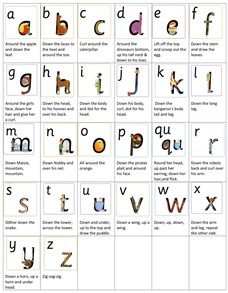 a b c d e f
Around the apple and down the leaf.
Down the laces to the heel and around the toe.
Curl around the caterpillar.
Around the dinosaurs bottom, up his tall neck & down to his toes.
Lift off the top and scoop out the egg.
Down the stem and draw the leaves.
g h i j k l
Around the girls face, down her hair and give her a curl.
Down the head, to his hooves and over his back.
Down the body and dot for the head.
Down his body, curl, dot for the head.
Down the kangaroo's body tail and leg.
Down the long leg.
m n o p qu r
Down Maisie, mountain, mountain.
Down Nobby and over his net.
All around the orange.
Down the pirates plait and around his face.
Round her head, up past her earring, down her hair and flick.
Down the robots back and curl over his arm.
s t u v w x
Slither down the snake.
Down the tower, across the tower.
Down and under, up to the top and draw the puddle
Down a wing, up a wing.
Down, up, down, up.
Down the arm and leg, repeat the other side.
y z
Down a horn, up a horn and under head.
Zig-zag-zig.